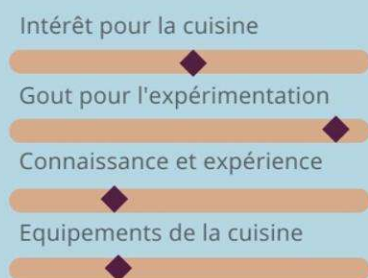 Intérêt pour la cuisine
Gout pour l'expérimentation
Connaissance et expérience
Equipements de la cuisine